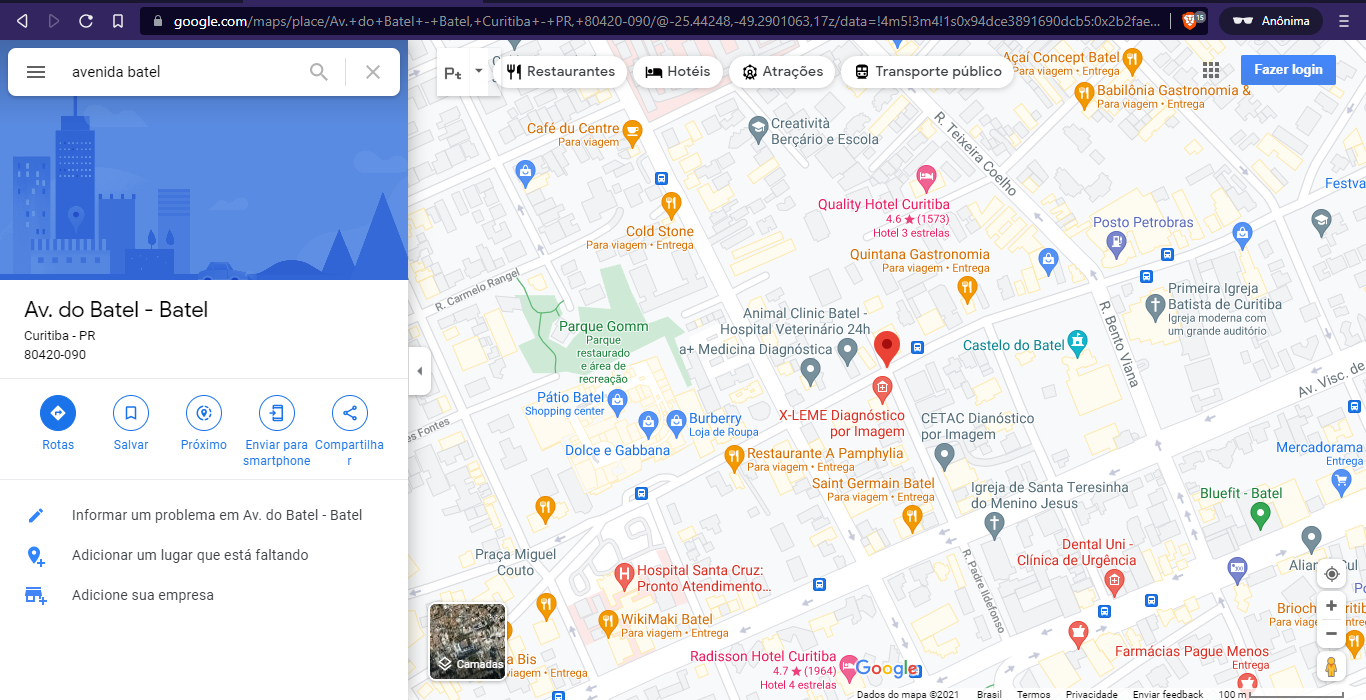 google.com/maps/place/Av.+do+Batel+-+Batel,+Curitiba+-+PR,+80420-090/@-25.44248,-49.2901063,17z/data=!4m5!3m4!1s0x94dce3891690dcb5:0x2b2fae...
15
Anônima
avenida batel
Pt
Restaurantes
Hotéis
Atrações
Transporte público
Fazer login
Av. do Batel - Batel
Curitiba - PR
80420-090
Rotas
Salvar
Próximo
Enviar para
smartphone
Compartilha
r
Informar um problema em Av. do Batel - Batel
Adicionar um lugar que está faltando
Adicione sua empresa
Açaí Concept Batel
Para viagem • Entrega
Babilônia Gastronomia &
Para viagem • Entrega
Café du Centre
Para viagem
Creatività
Berçário e Escola
R. Teixeira Coelho
Festva
Quality Hotel Curitiba
4.6 ★ (1573)
Hotel 3 estrelas
Cold Stone
Para viagem • Entrega
Posto Petrobras
Quintana Gastronomia
Para viagem • Entrega
R. Carmelo Rangel
Primeira Igreja
Batista de Curitiba
Igreja moderna com
um grande auditório
Parque Gomm
Parque
restaurado
e área de
recreação
Animal Clinic Batel -
Hospital Veterinário 24h
a+ Medicina Diagnóstica
Castelo do Batel
R. Bento Viana
Av. Visc. de
Pátio Batel
Shopping center
Burberry
Loja de Roupa
Dolce e Gabbana
X-LEME Diagnóstico
por Imagem
CETAC Dianóstico
por Imagem
es Fontes
Restaurante A Pamphylia
Para viagem • Entrega
Mercadorama
Entrega
Saint Germain Batel
Para viagem • Entrega
Igreja de Santa Teresinha
do Menino Jesus
Bluefit - Batel
Praça Miguel
Couto
Dental Uni -
Clínica de Urgência
R. Padre Ildefonso
Hospital Santa Cruz:
Pronto Atendimento...
WikiMaki Batel
Para viagem • Entrega
Farmácias Pague Menos
Entrega
Radisson Hotel Curitiba
4.7 ★ (1964)
Hotel 4 estrelas
Bis
Entrega
Camadas
Google
Dados do mapa ©2021
Brasil
Termos
Privacidade
Enviar feedback
100 m